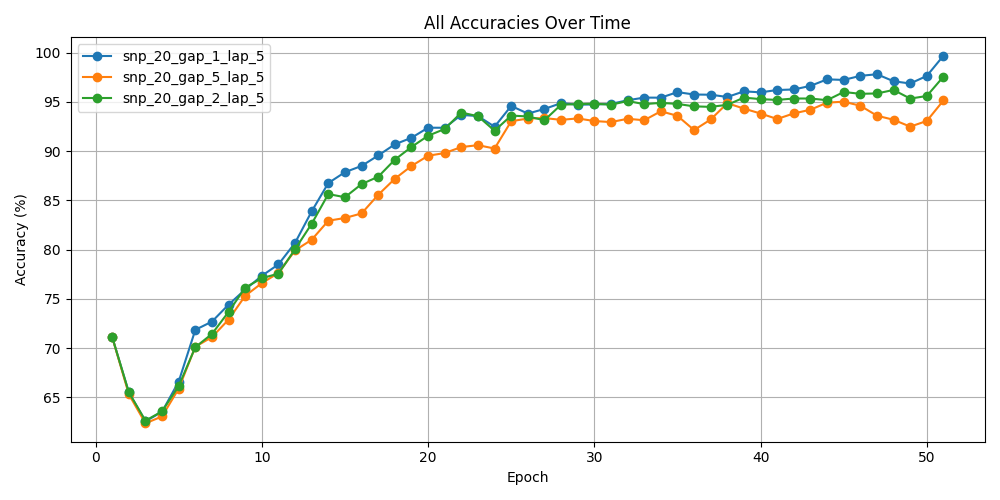 All Accuracies Over Time
snp_20_gap_1_lap_5
snp_20_gap_5_lap_5
snp_20_gap_2_lap_5
Accuracy (%)
100
95
90
85
80
75
70
65
0 10 20 30 40 50
Epoch